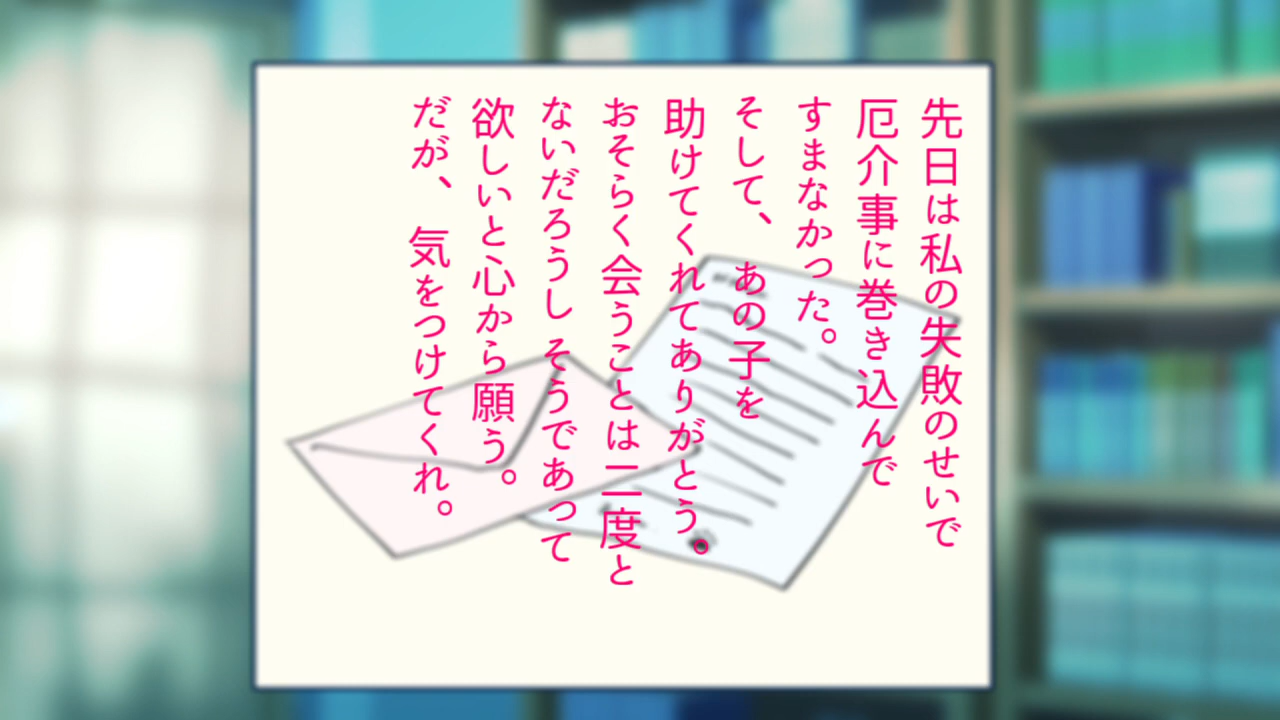 先日は私の失敗のせいで
厄介事に巻き込んで
すまなかった。
そして、あの子を
助けてくれてありがとう。
おそらく会うことは二度と
ないだろうし そうであって
欲しいと心から願う。
だが、気をつけてくれ。